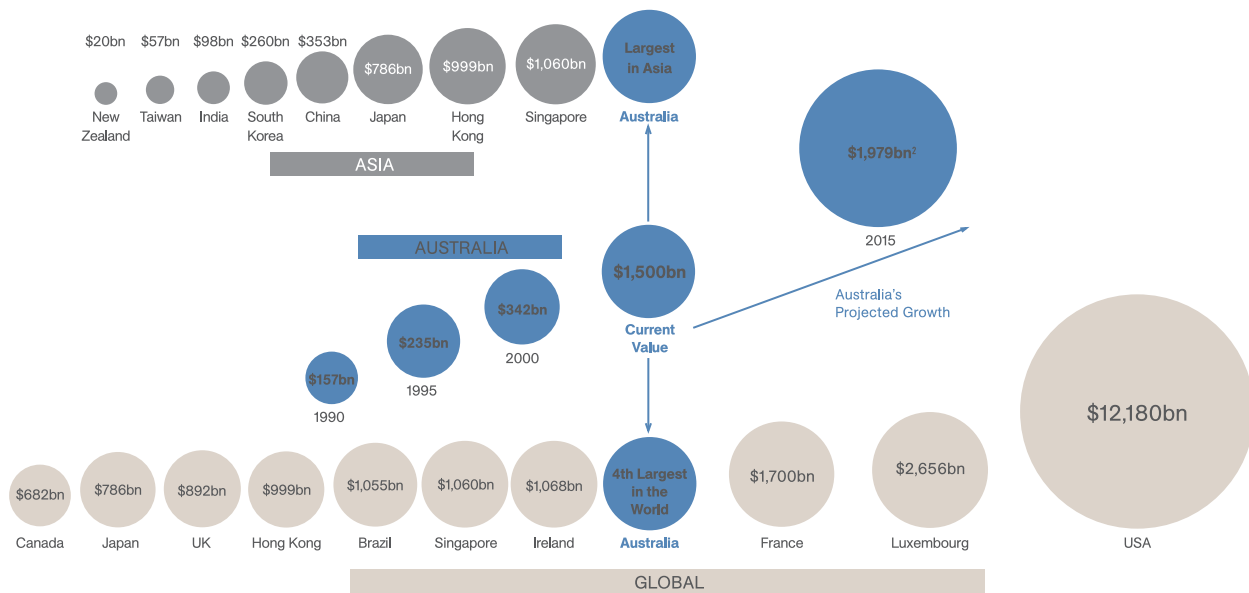 $20bn
$57bn
$98bn
$260bn
$353bn
$786bn
$999bn
$1,060bn
Largest
in Asia
New
Zealand
Taiwan
India
South
Korea
China
Japan
Hong
Kong
Singapore
Australia
ASIA
$1,979bn²
2015
AUSTRALIA
$1,500bn
Current
Value
Australia's
Projected Growth
$342bn
2000
$235bn
1995
$157bn
1990
$682bn
$786bn
$892bn
$999bn
$1,055bn
$1,060bn
$1,068bn
4th Largest
in the
World
$1,700bn
$2,656bn
$12,180bn
Canada
Japan
UK
Hong Kong
Brazil
Singapore
Ireland
Australia
France
Luxembourg
USA
GLOBAL